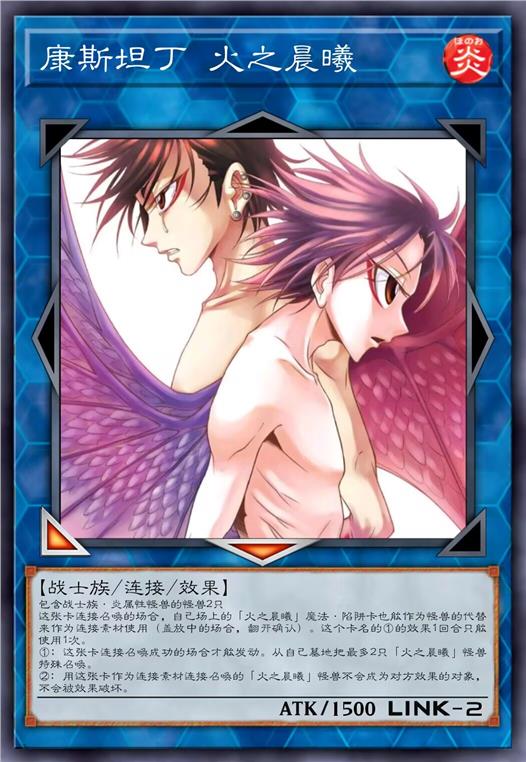 康斯坦丁 火之晨曦
ほのお
炎
【战士族/连接/效果】
包含战士族·炎属性怪兽的怪兽2只
这张卡连接召唤的场合，自己场上的「火之晨曦」魔法·陷阱卡也能作为怪兽的代替
来作为连接素材使用（盖放中的场合，翻开确认）。这个卡名的①的效果1回合只能
使用1次。
①：这张卡连接召唤成功的场合才能发动。从自己墓地把最多2只「火之晨曦」怪兽
特殊召唤。
②：用这张卡作为连接素材连接召唤的「火之晨曦」怪兽不会成为对方效果的对象，
不会被效果破坏。
ATK/1500 LINK-2